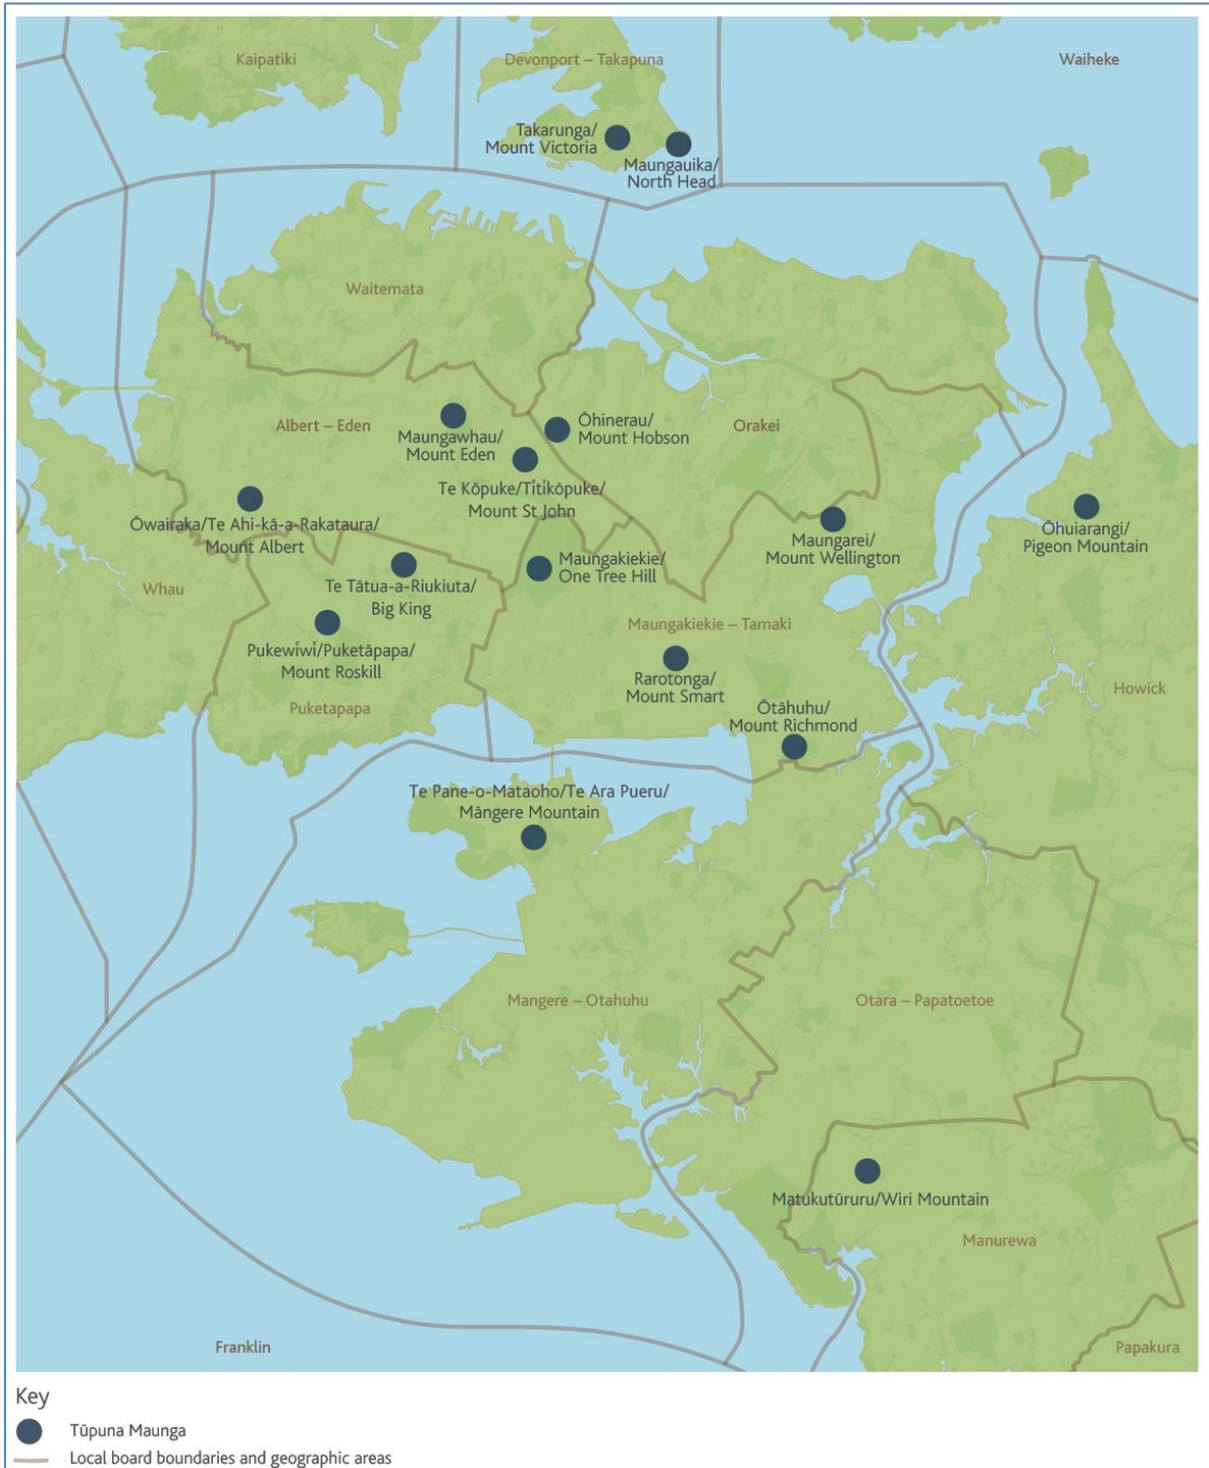 Kaipatiki
Devonport – Takapuna
Waiheke
Takarunga/
Mount Victoria
Maungauika/
North Head
Waitemata
Albert – Eden
Maungawhau/
Mount Eden
Ōhinerau/
Mount Hobson
Orakei
Te Kōpuke/Tītīkōpuke/
Mount St John
Ōwairaka/Te Ahi-kā-a-Rakataura/
Mount Albert
Maungarei/
Mount Wellington
Ōhuiarangi/
Pigeon Mountain
Maungakiekie/
One Tree Hill
Whau
Te Tātua-a-Riukiuta/
Big King
Maungakiekie – Tamaki
Pukewīwī/Puketāpapa/
Mount Roskill
Rarotonga/
Mount Smart
Howick
Puketapapa
Ōtāhuhu/
Mount Richmond
Te Pane-o-Mataoho/Te Ara Pueru/
Māngere Mountain
Mangere – Otahuhu
Otara – Papatoetoe
Matukutūruru/Wiri Mountain
Manurewa
Franklin
Papakura
Key
Tūpuna Maunga
Local board boundaries and geographic areas